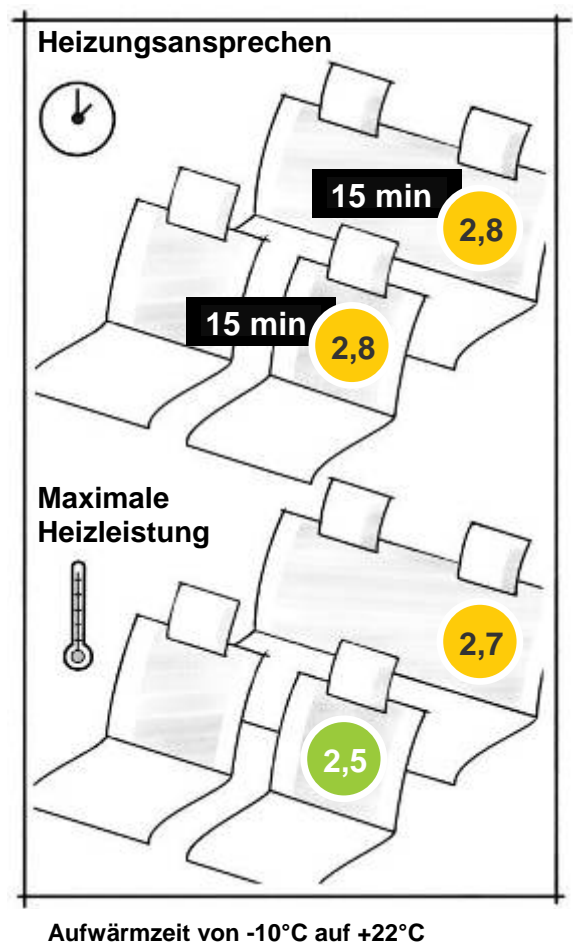 Heizungsansprechen
15 min
2,8
15 min
2,8
Maximale
Heizleistung
2,7
2,5
Aufwärmzeit von -10°C auf +22°C